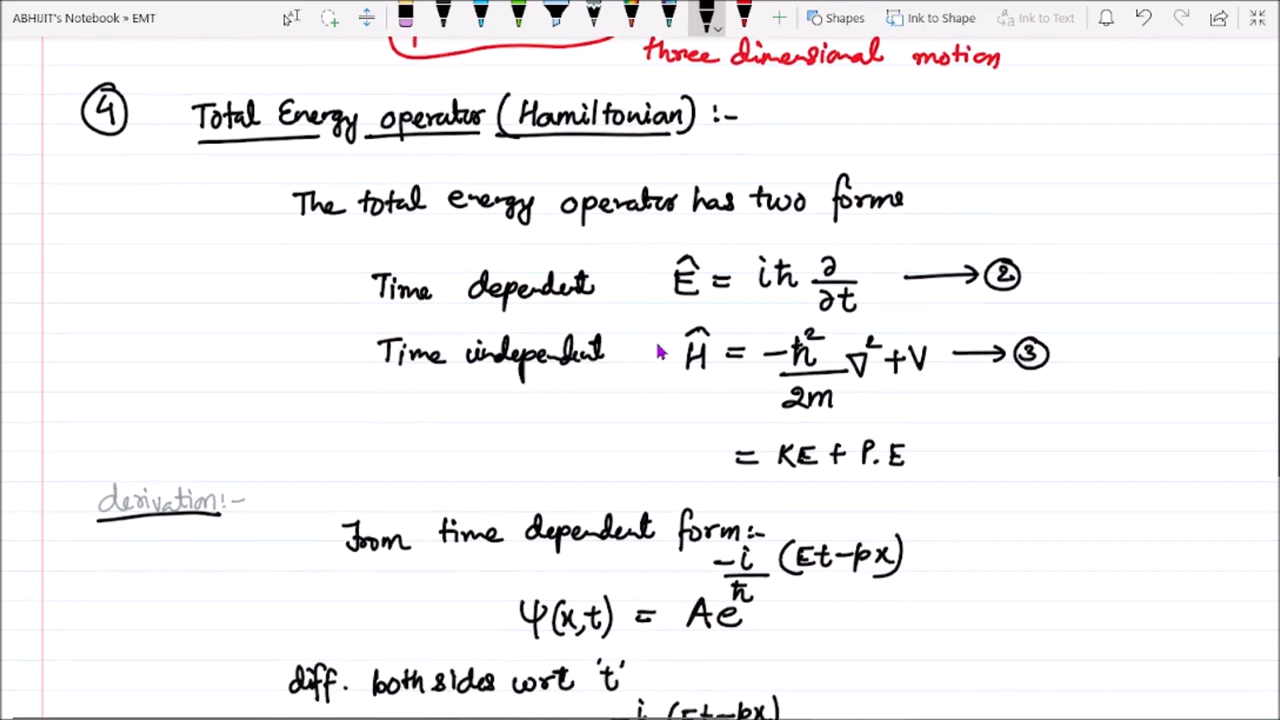 ABHIJIT's Notebook » EMT
Shapes
Ink to Shape
Ink to Text
three dimensional motion
④ Total Energy operator (Hamiltonian) :-
The total energy operator has two forms
Time dependent Ê = iħ ∂/∂t ⟶ ②
Time independent Ĥ = -ħ²/2m ∇² + V ⟶ ③
= KE + P.E
derivation:-
From time dependent form:-
ψ(x,t) = Ae^{-i/ħ (Et-px)}
diff. both sides wrt 't'
i (Et-px)